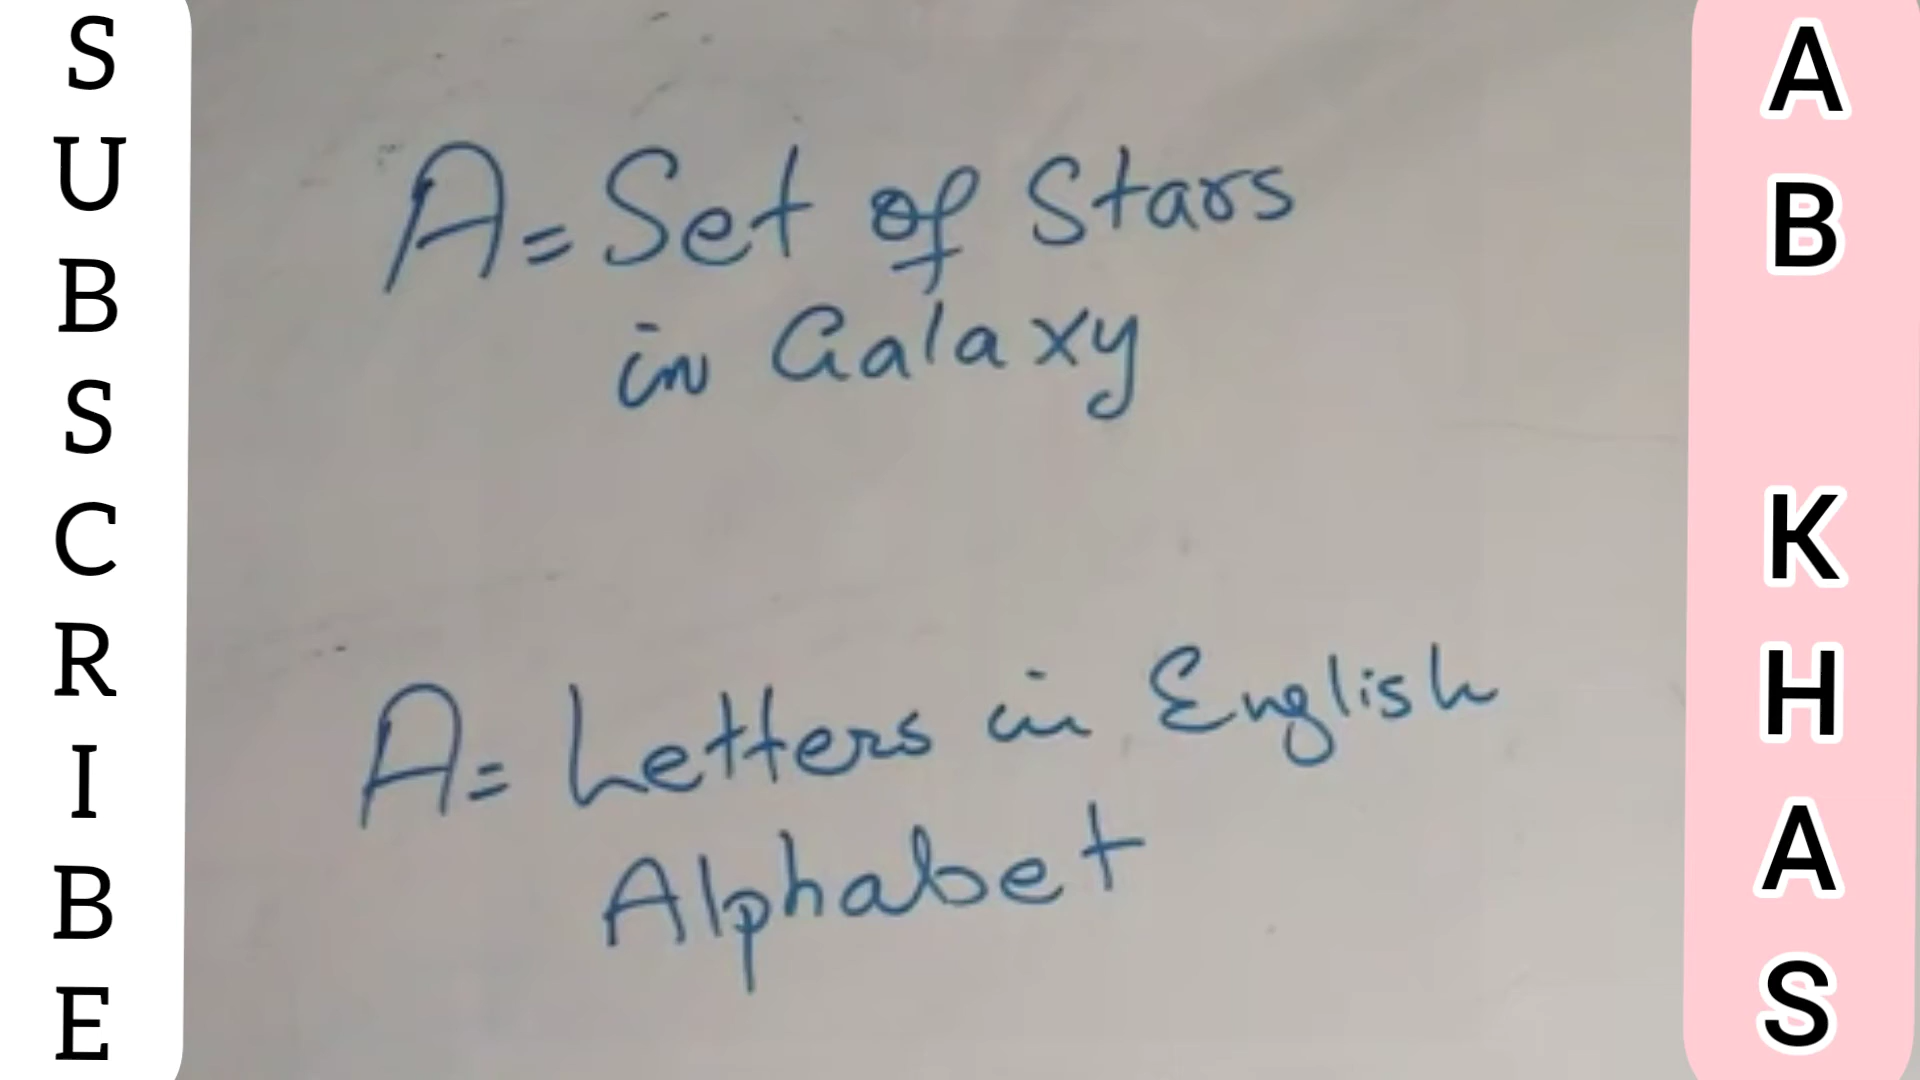 SUBSCRIBE
A = Set of Stars
in Galaxy
A = Letters in English
Alphabet
AB KHAS